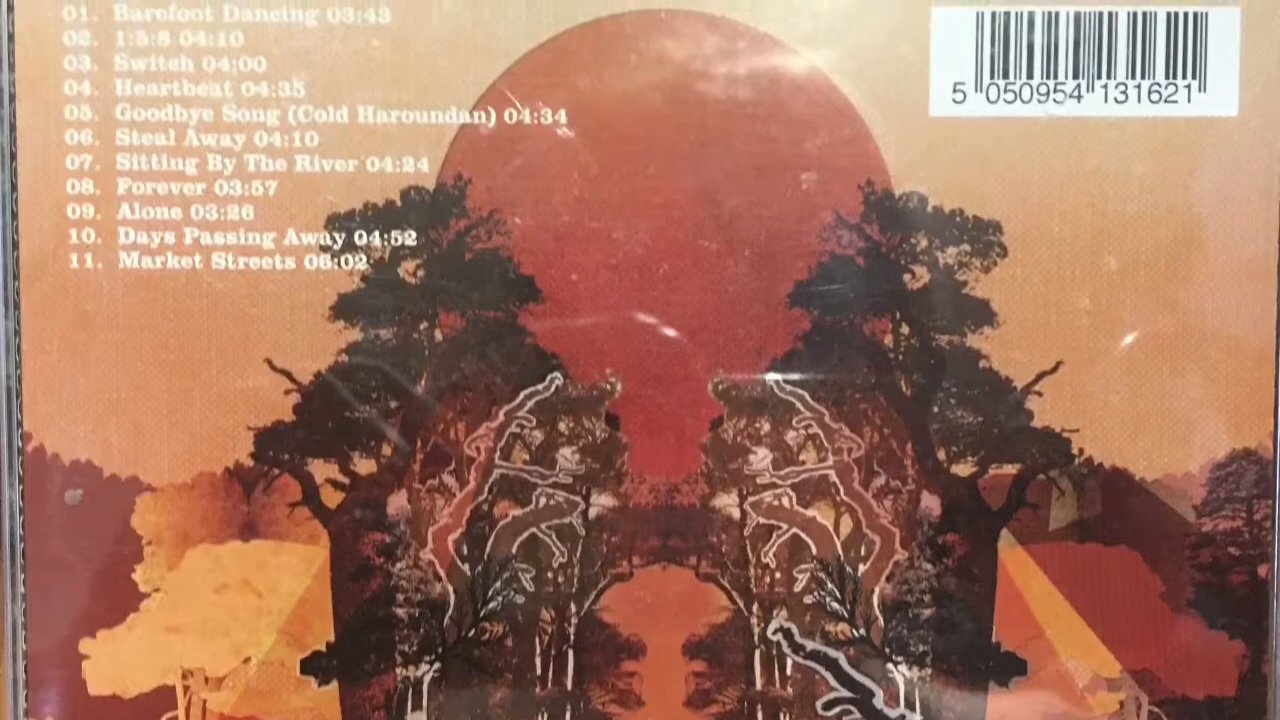 01. Barefoot Dancing 03:43
02. 1:5:8 04:10
03. Switch 04:00
04. Heartbeat 04:35
05. Goodbye Song (Cold Haroundan) 04:34
06. Steal Away 04:10
07. Sitting By The River 04:24
08. Forever 03:57
09. Alone 03:26
10. Days Passing Away 04:52
11. Market Streets 06:02
5 050954 131621